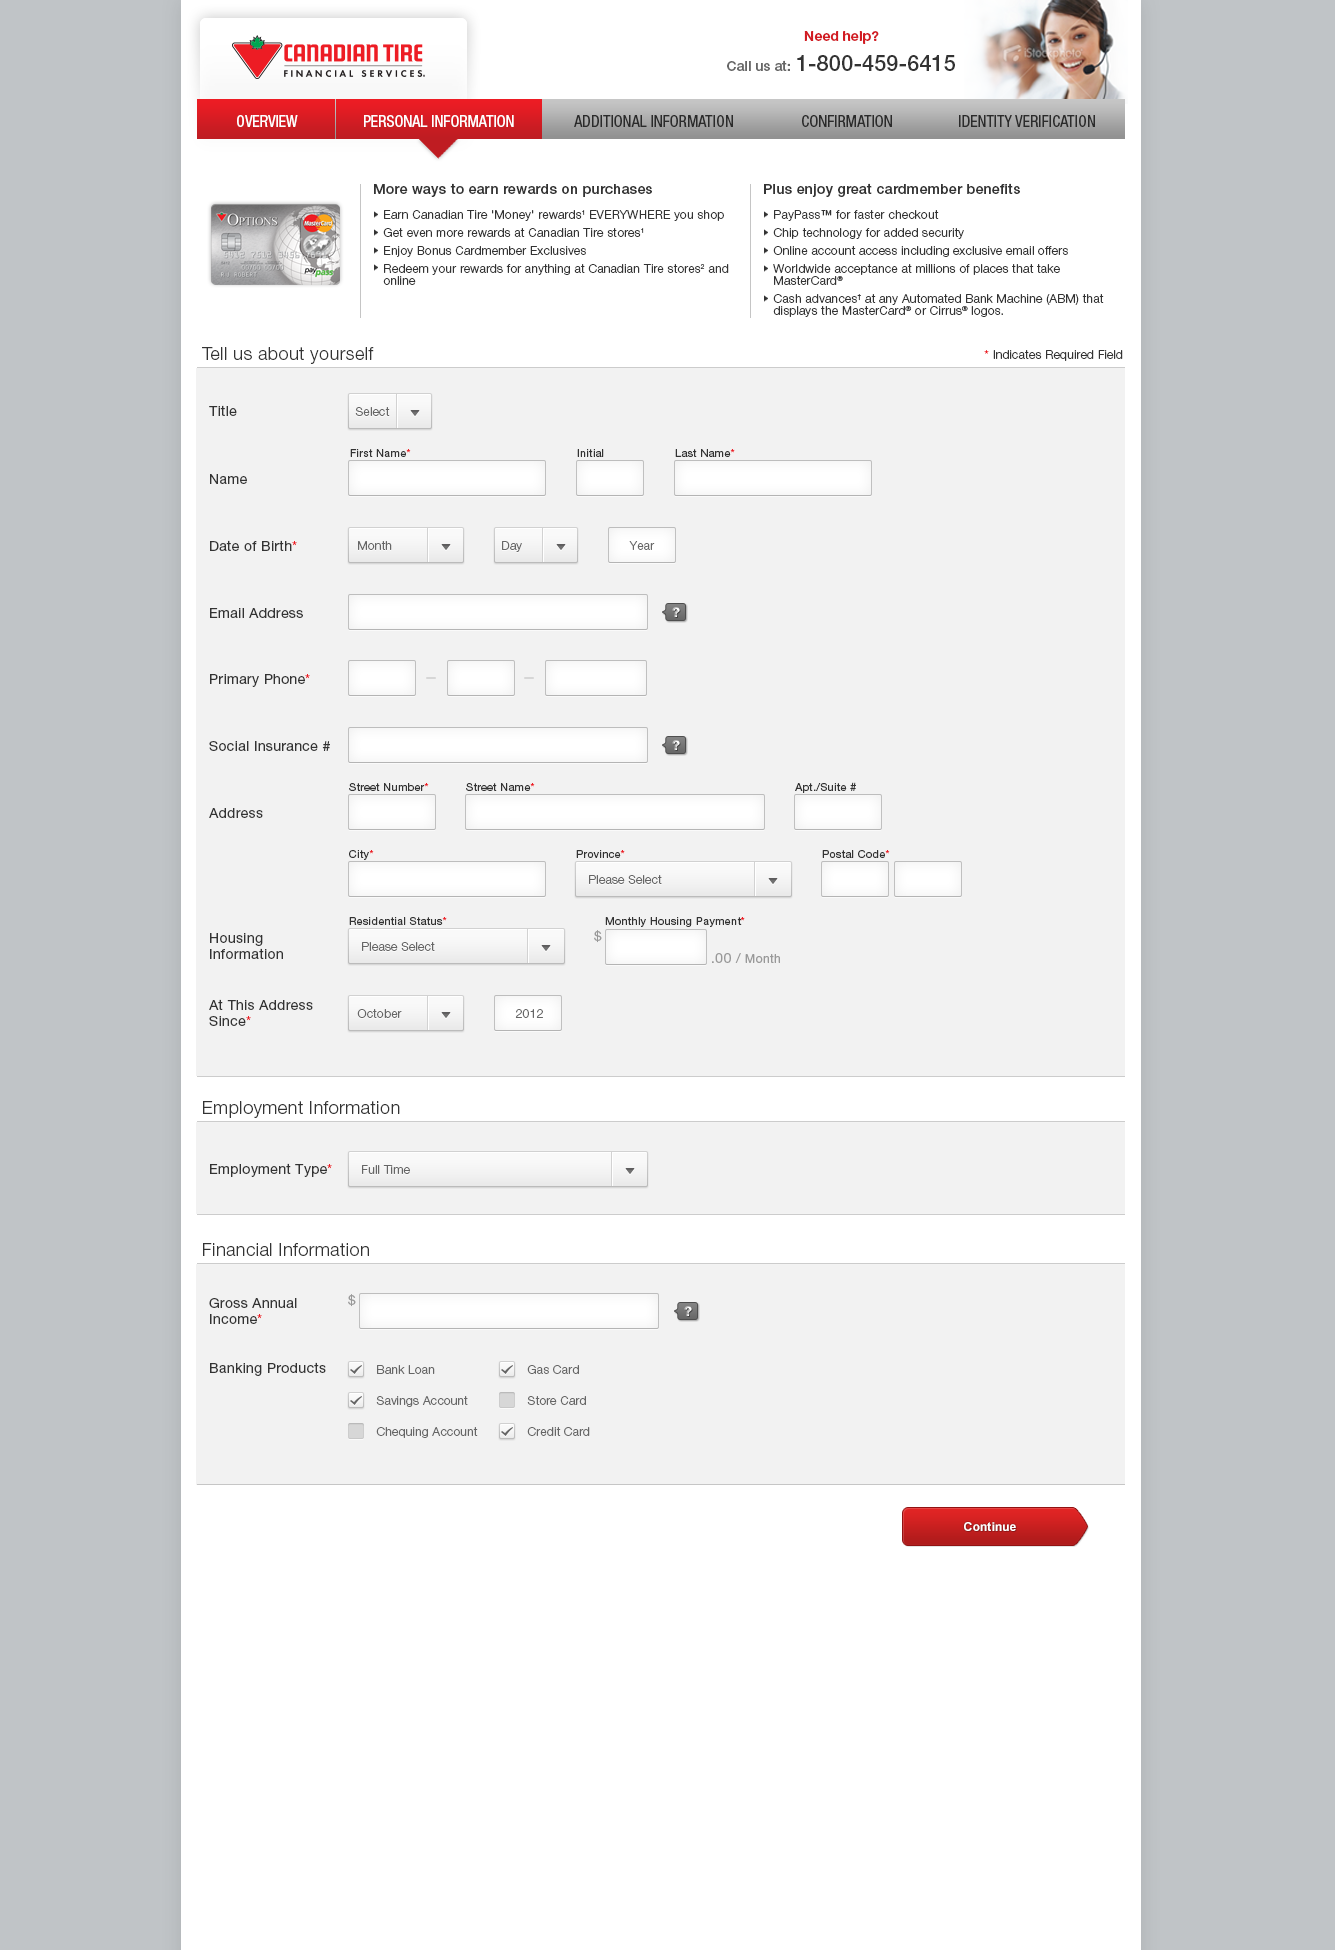 CANADIAN TIRE
FINANCIAL SERVICES.
Need help?
Call us at: 1-800-459-6415
iStockphoto
OVERVIEW
PERSONAL INFORMATION
ADDITIONAL INFORMATION
CONFIRMATION
IDENTITY VERIFICATION
OPTIONS
MasterCard
PayPass
More ways to earn rewards on purchases
Earn Canadian Tire 'Money' rewards¹ EVERYWHERE you shop
Get even more rewards at Canadian Tire stores¹
Enjoy Bonus Cardmember Exclusives
Redeem your rewards for anything at Canadian Tire stores² and
online
Plus enjoy great cardmember benefits
PayPass™ for faster checkout
Chip technology for added security
Online account access including exclusive email offers
Worldwide acceptance at millions of places that take
MasterCard®
Cash advances† at any Automated Bank Machine (ABM) that
displays the MasterCard® or Cirrus® logos.
Tell us about yourself
* Indicates Required Field
Title
Select
First Name*
Initial
Last Name*
Name
Date of Birth*
Month
Day
Year
Email Address
?
Primary Phone*
Social Insurance #
?
Street Number*
Street Name*
Apt./Suite #
Address
City*
Province*
Postal Code*
Please Select
Residential Status*
Monthly Housing Payment*
Housing
Information
Please Select
$
.00 / Month
At This Address
Since*
October
2012
Employment Information
Employment Type*
Full Time
Financial Information
Gross Annual
Income*
$
?
Banking Products
Bank Loan
Gas Card
Savings Account
Store Card
Chequing Account
Credit Card
Continue